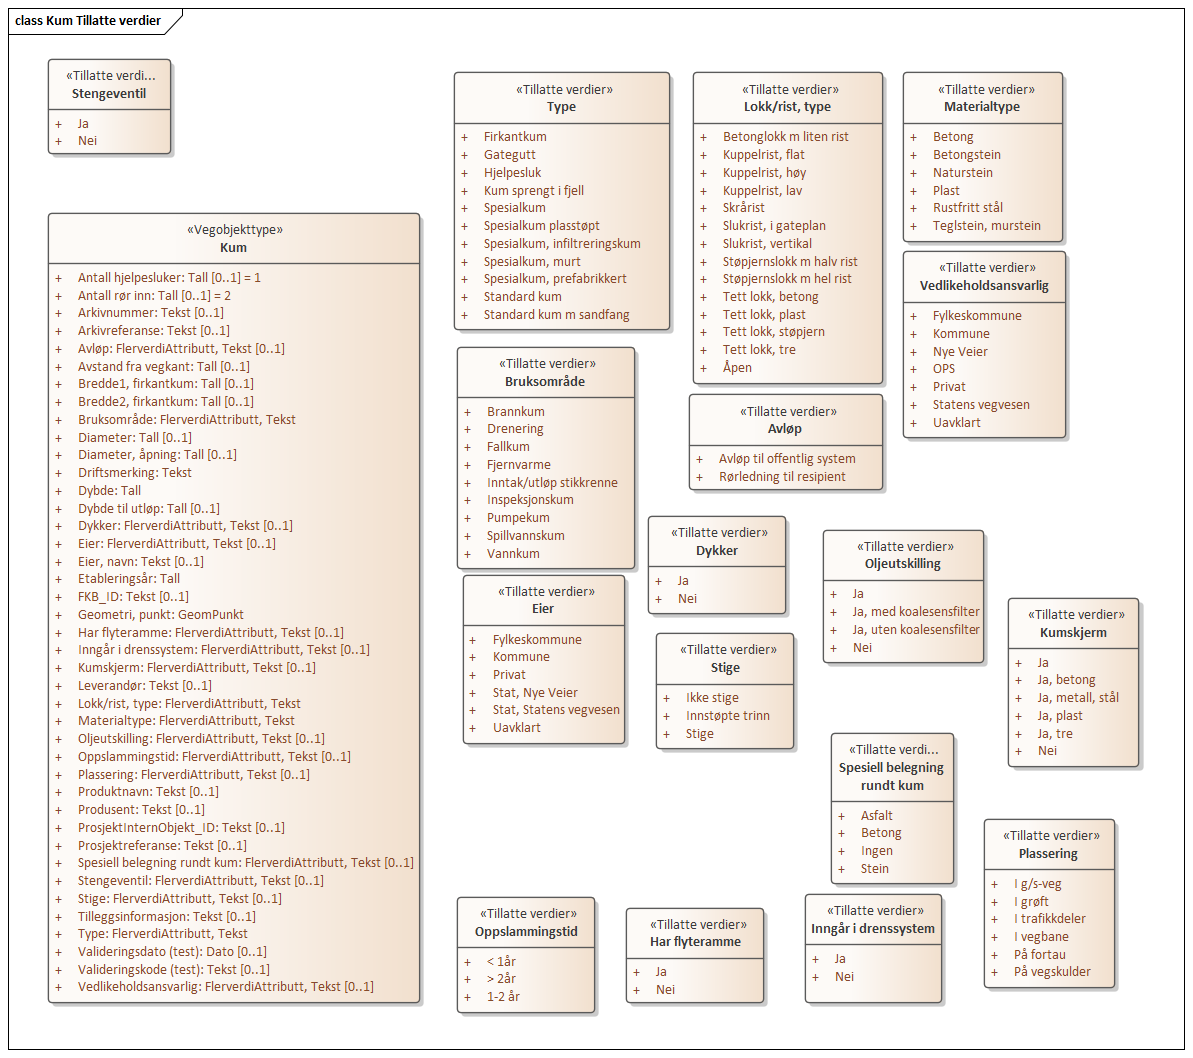 class Kum Tillatte verdier
«Tillatte verdi...
Stengeventil
+ Ja
+ Nei
«Vegobjekttype»
Kum
+ Antall hjelpesluker: Tall [0..1] = 1
+ Antall rør inn: Tall [0..1] = 2
+ Arkivnummer: Tekst [0..1]
+ Arkivreferanse: Tekst [0..1]
+ Avløp: FlerverdiAttributt, Tekst [0..1]
+ Avstand fra vegkant: Tall [0..1]
+ Bredde1, firkantkum: Tall [0..1]
+ Bredde2, firkantkum: Tall [0..1]
+ Bruksområde: FlerverdiAttributt, Tekst
+ Diameter: Tall [0..1]
+ Diameter, åpning: Tall [0..1]
+ Driftsmerking: Tekst
+ Dybde: Tall
+ Dybde til utløp: Tall [0..1]
+ Dykker: FlerverdiAttributt, Tekst [0..1]
+ Eier: FlerverdiAttributt, Tekst [0..1]
+ Eier, navn: Tekst [0..1]
+ Etableringsår: Tall
+ FKB_ID: Tekst [0..1]
+ Geometri, punkt: GeomPunkt
+ Har flyteramme: FlerverdiAttributt, Tekst [0..1]
+ Inngår i drenssystem: FlerverdiAttributt, Tekst [0..1]
+ Kumskjerm: FlerverdiAttributt, Tekst [0..1]
+ Leverandør: Tekst [0..1]
+ Lokk/rist, type: FlerverdiAttributt, Tekst
+ Materialtype: FlerverdiAttributt, Tekst
+ Oljeutskilling: FlerverdiAttributt, Tekst [0..1]
+ Oppslammingstid: FlerverdiAttributt, Tekst [0..1]
+ Plassering: FlerverdiAttributt, Tekst [0..1]
+ Produktnavn: Tekst [0..1]
+ Produsent: Tekst [0..1]
+ ProsjektInternObjekt_ID: Tekst [0..1]
+ Prosjektreferanse: Tekst [0..1]
+ Spesiell belegning rundt kum: FlerverdiAttributt, Tekst [0..1]
+ Stengeventil: FlerverdiAttributt, Tekst [0..1]
+ Stige: FlerverdiAttributt, Tekst [0..1]
+ Tilleggsinformasjon: Tekst [0..1]
+ Type: FlerverdiAttributt, Tekst
+ Valideringsdato (test): Dato [0..1]
+ Valideringskode (test): Tekst [0..1]
+ Vedlikeholdsansvarlig: FlerverdiAttributt, Tekst [0..1]
«Tillatte verdier»
Type
+ Firkantkum
+ Gategutt
+ Hjelpesluk
+ Kum sprengt i fjell
+ Spesialkum
+ Spesialkum plasstøpt
+ Spesialkum, infiltreringskum
+ Spesialkum, murt
+ Spesialkum, prefabrikkert
+ Standard kum
+ Standard kum m sandfang
«Tillatte verdier»
Lokk/rist, type
+ Betonglokk m liten rist
+ Kuppelrist, flat
+ Kuppelrist, høy
+ Kuppelrist, lav
+ Skrårist
+ Slukrist, i gateplan
+ Slukrist, vertikal
+ Støpjernslokk m halv rist
+ Støpjernslokk m hel rist
+ Tett lokk, betong
+ Tett lokk, plast
+ Tett lokk, støpjern
+ Tett lokk, tre
+ Åpen
«Tillatte verdier»
Materialtype
+ Betong
+ Betongstein
+ Naturstein
+ Plast
+ Rustfritt stål
+ Teglstein, murstein
«Tillatte verdier»
Vedlikeholdsansvarlig
+ Fylkeskommune
+ Kommune
+ Nye Veier
+ OPS
+ Privat
+ Statens vegvesen
+ Uavklart
«Tillatte verdier»
Bruksområde
+ Brannkum
+ Drenering
+ Fallkum
+ Fjernvarme
+ Inntak/utløp stikkrenne
+ Inspeksjonskum
+ Pumpekum
+ Spillvannskum
+ Vannkum
«Tillatte verdier»
Avløp
+ Avløp til offentlig system
+ Rørledning til resipient
«Tillatte verdier»
Dykker
+ Ja
+ Nei
«Tillatte verdier»
Oljeutskilling
+ Ja
+ Ja, med koalesensfilter
+ Ja, uten koalesensfilter
+ Nei
«Tillatte verdier»
Eier
+ Fylkeskommune
+ Kommune
+ Privat
+ Stat, Nye Veier
+ Stat, Statens vegvesen
+ Uavklart
«Tillatte verdier»
Stige
+ Ikke stige
+ Innstøpte trinn
+ Stige
«Tillatte verdier»
Kumskjerm
+ Ja
+ Ja, betong
+ Ja, metall, stål
+ Ja, plast
+ Ja, tre
+ Nei
«Tillatte verdi...
Spesiell belegning
rundt kum
+ Asfalt
+ Betong
+ Ingen
+ Stein
«Tillatte verdier»
Plassering
+ I g/s-veg
+ I grøft
+ I trafikkdeler
+ I vegbane
+ På fortau
+ På vegskulder
«Tillatte verdier»
Oppslammingstid
+ < 1år
+ > 2år
+ 1-2 år
«Tillatte verdier»
Har flyteramme
+ Ja
+ Nei
«Tillatte verdier»
Inngår i drenssystem
+ Ja
+ Nei